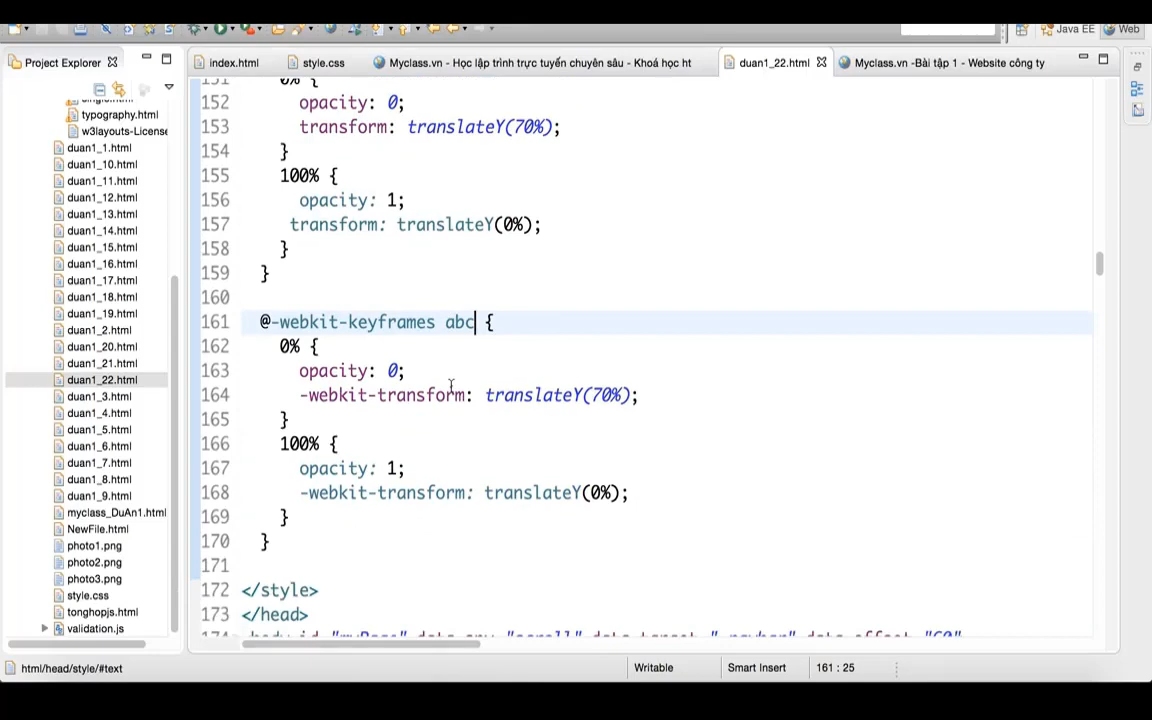 Java EE
Web
Project Explorer
index.html
style.css
Myclass.vn - Học lập trình trực tuyến chuyên sâu - Khoá học ht
duan1_22.html
Myclass.vn -Bài tập 1 - Website công ty
typography.html
w3layouts-License
duan1_1.html
duan1_10.html
duan1_11.html
duan1_12.html
duan1_13.html
duan1_14.html
duan1_15.html
duan1_16.html
duan1_17.html
duan1_18.html
duan1_19.html
duan1_2.html
duan1_20.html
duan1_21.html
duan1_22.html
duan1_3.html
duan1_4.html
duan1_5.html
duan1_6.html
duan1_7.html
duan1_8.html
duan1_9.html
myclass_DuAn1.html
NewFile.html
photo1.png
photo2.png
photo3.png
style.css
tonghopjs.html
validation.js
151 0% {
152 opacity: 0;
153 transform: translateY(70%);
154 }
155 100% {
156 opacity: 1;
157 transform: translateY(0%);
158 }
159 }
160
161 @-webkit-keyframes abc {
162 0% {
163 opacity: 0;
164 -webkit-transform: translateY(70%);
165 }
166 100% {
167 opacity: 1;
168 -webkit-transform: translateY(0%);
169 }
170 }
171
172 </style>
173 </head>
html/head/style/#text
Writable
Smart Insert
161 : 25